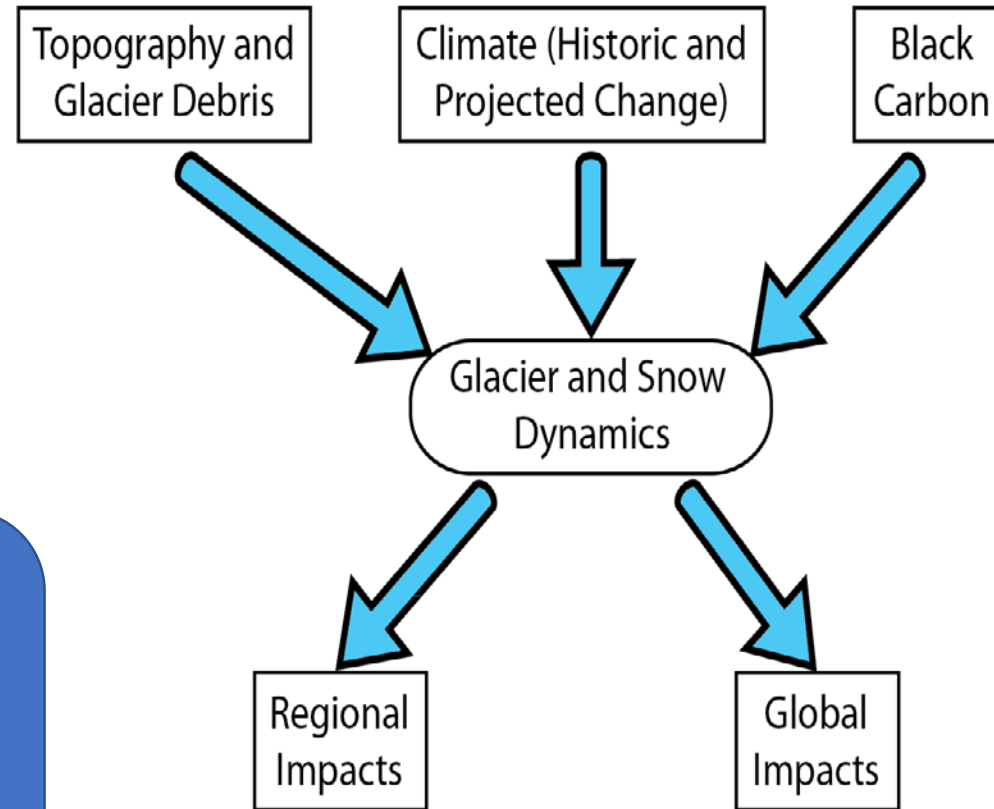 Topography and
Glacier Debris
Climate (Historic and
Projected Change)
Black
Carbon
Glacier and Snow
Dynamics
Regional
Impacts
Global
Impacts